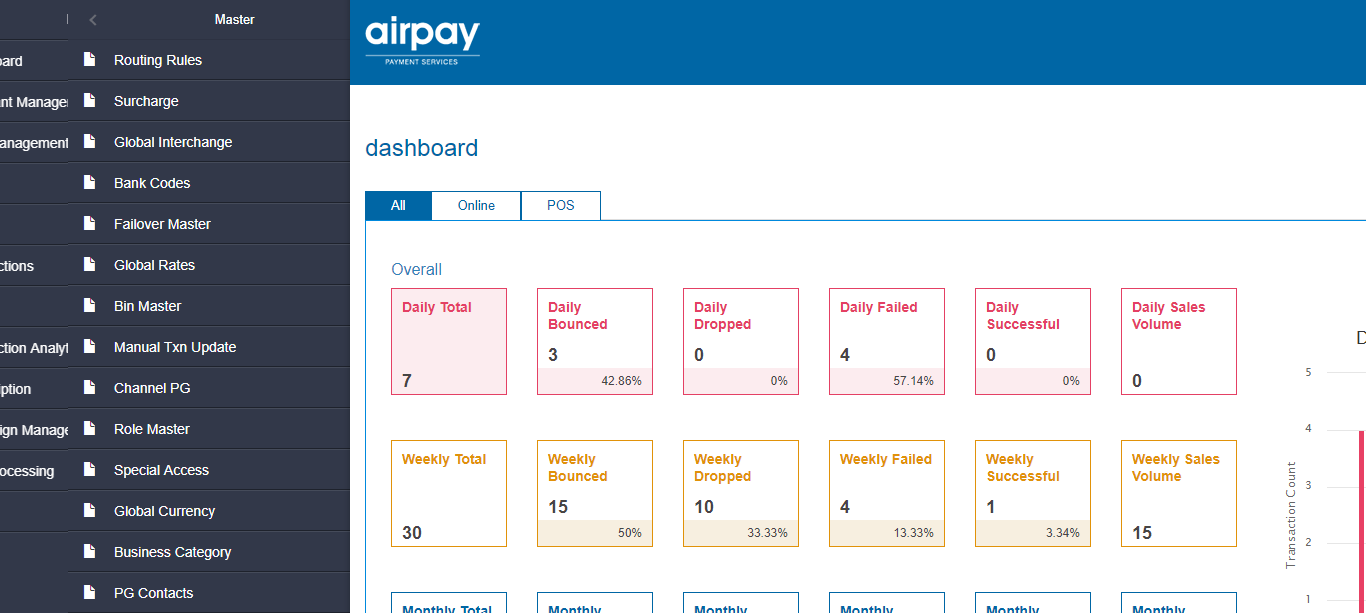 Master
oard
Routing Rules
nt Manage
Surcharge
anagement
Global Interchange
Bank Codes
Failover Master
ctions
Global Rates
Bin Master
ction Analyt
Manual Txn Update
iption
Channel PG
ign Manage
Role Master
ocessing
Special Access
Global Currency
Business Category
PG Contacts
airpay
PAYMENT SERVICES
dashboard
All
Online
POS
Overall
Daily Total
7
Daily
Bounced
3
42.86%
Daily
Dropped
0
0%
Daily Failed
4
57.14%
Daily
Successful
0
0%
Daily Sales
Volume
0
Weekly Total
30
Weekly
Bounced
15
50%
Weekly
Dropped
10
33.33%
Weekly Failed
4
13.33%
Weekly
Successful
1
3.34%
Weekly Sales
Volume
15
Monthly Total
Monthly
Monthly
Monthly
Monthly
Monthly
D
5
4
3
2
1
Transaction Count